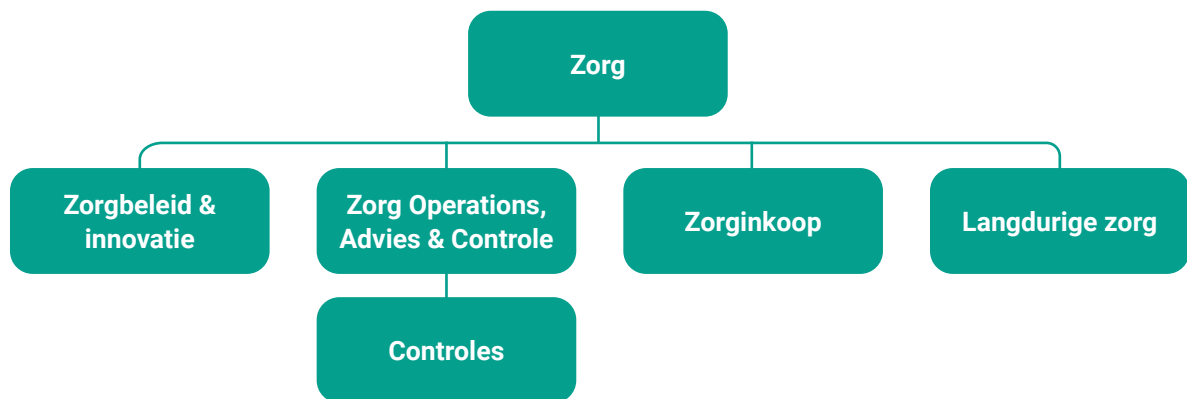 Zorg
Zorgbeleid &
innovatie
Zorg Operations,
Advies & Controle
Zorginkoop
Langdurige zorg
Controles